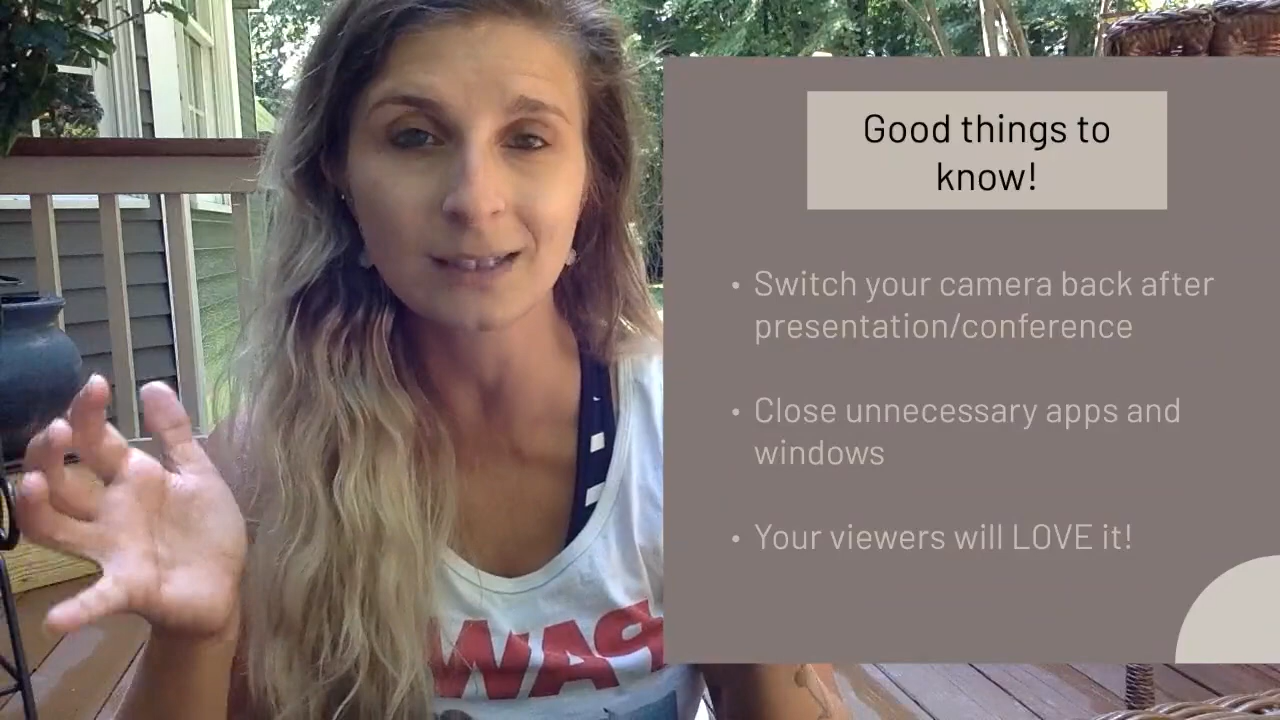 Good things to
know!
• Switch your camera back after
presentation/conference
• Close unnecessary apps and
windows
• Your viewers will LOVE it!